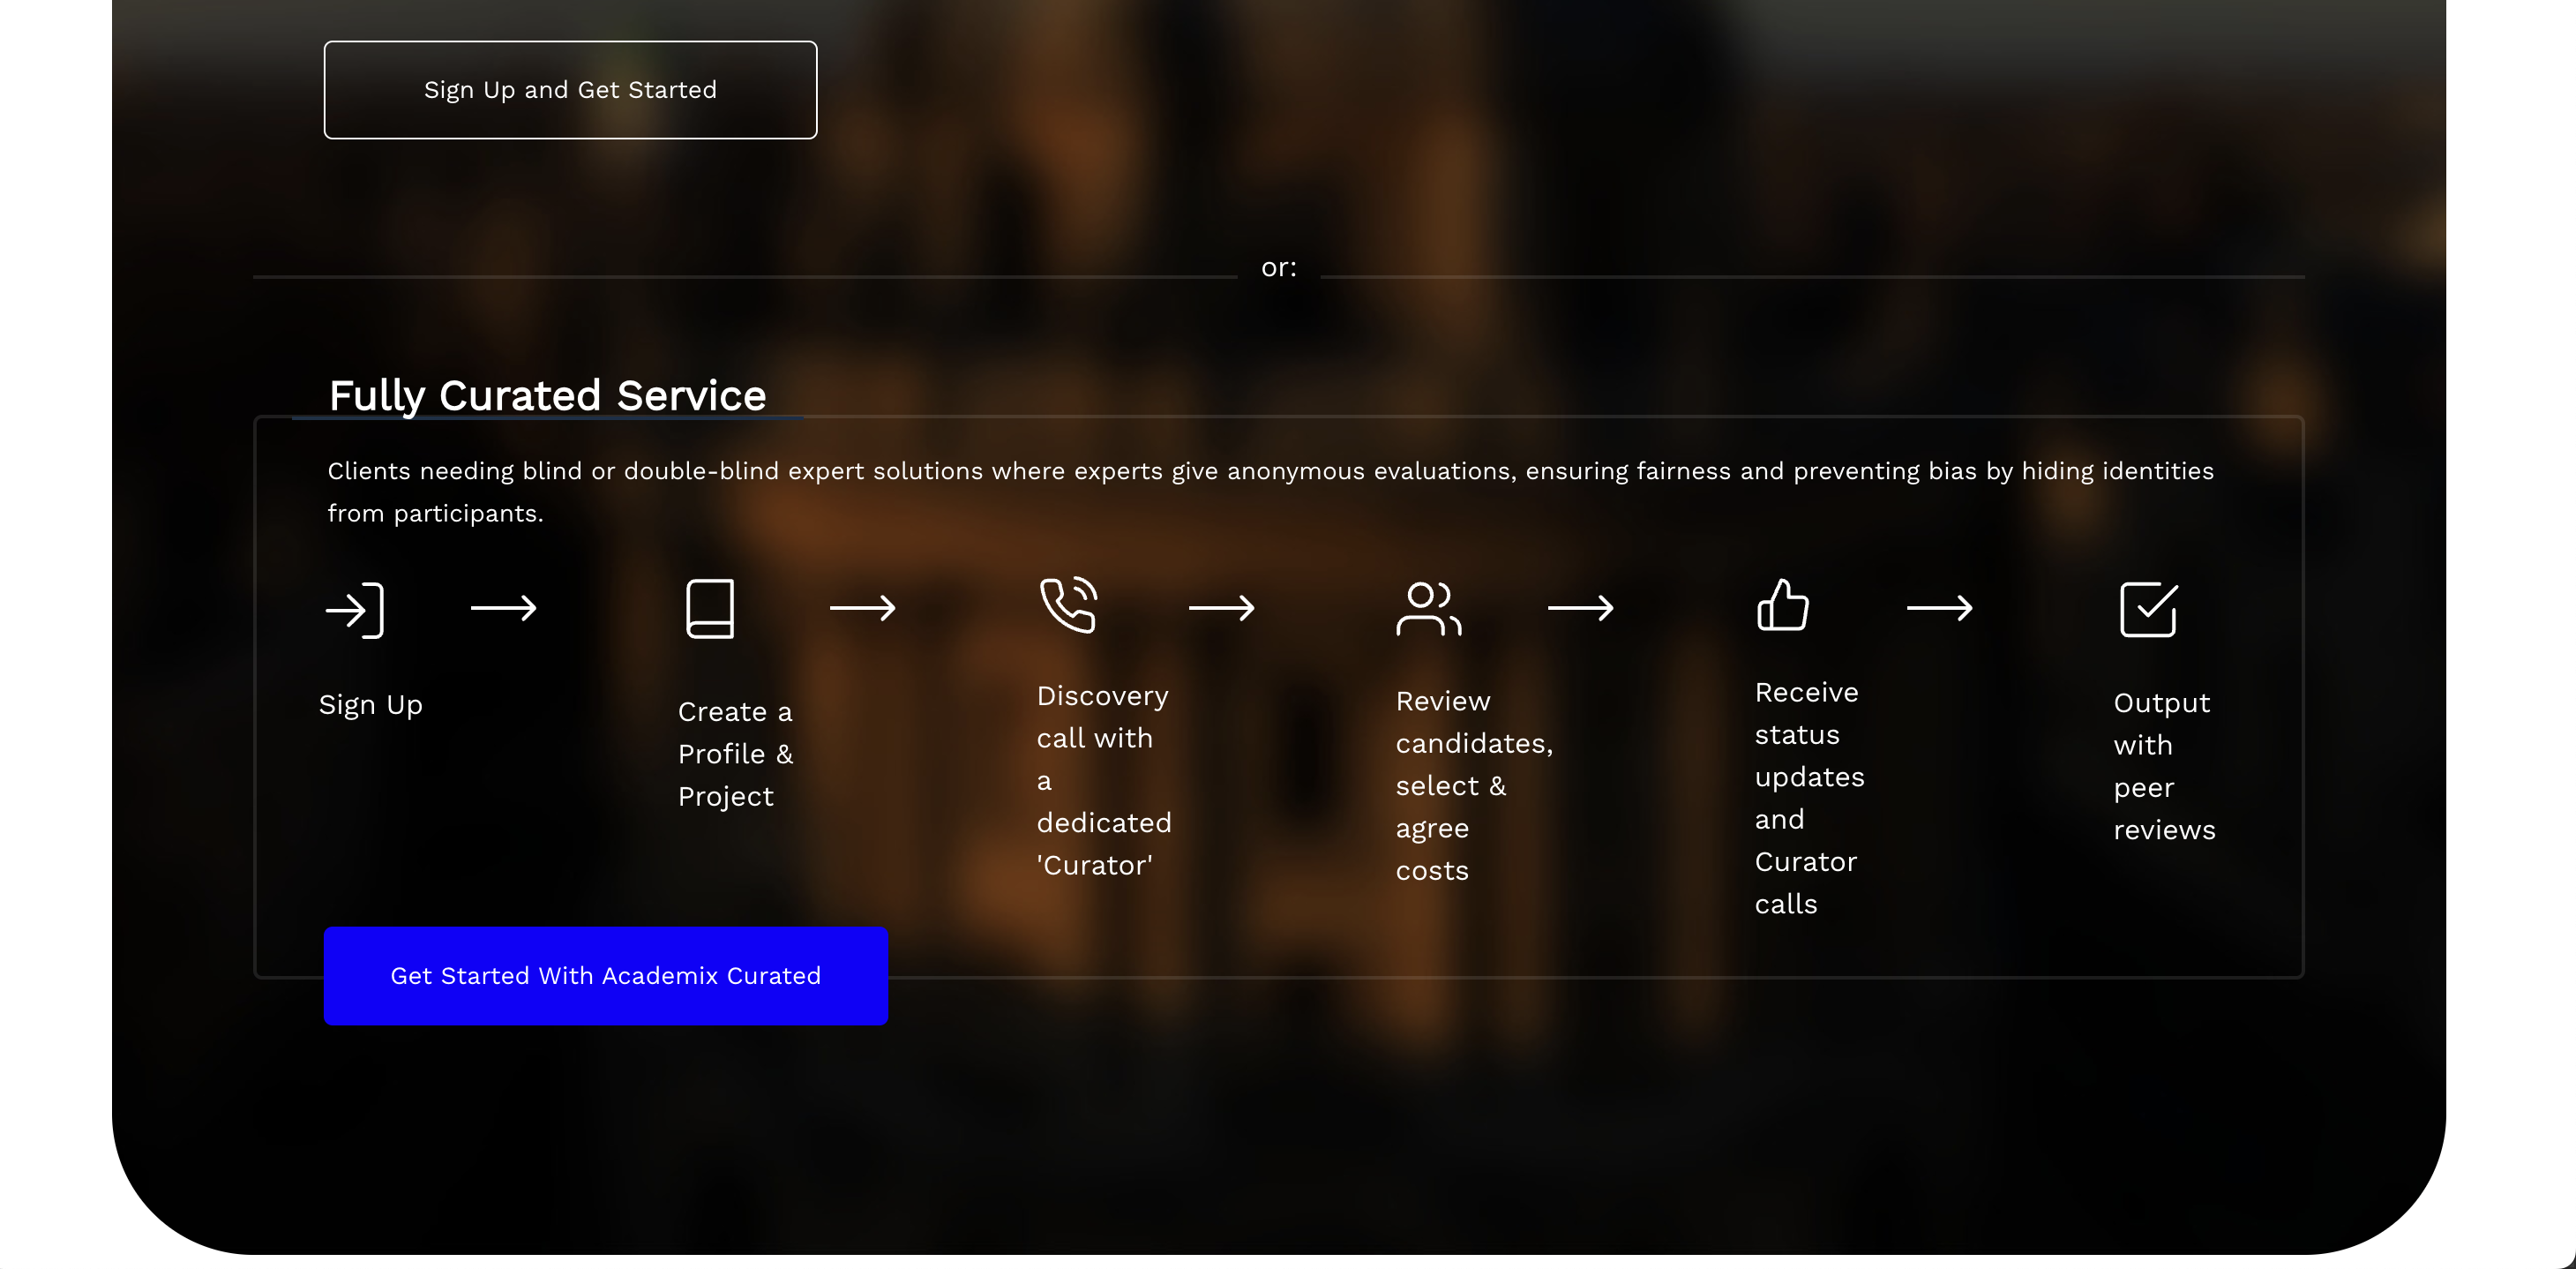 Sign Up and Get Started
or:
Fully Curated Service
Clients needing blind or double-blind expert solutions where experts give anonymous evaluations, ensuring fairness and preventing bias by hiding identities
from participants.
Sign Up
Create a
Profile &
Project
Discovery
call with
a
dedicated
'Curator'
Review
candidates,
select &
agree
costs
Receive
status
updates
and
Curator
calls
Output
with
peer
reviews
Get Started With Academix Curated